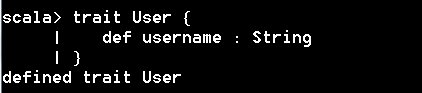 scala> trait User {
     |    def username : String
     | }
defined trait User